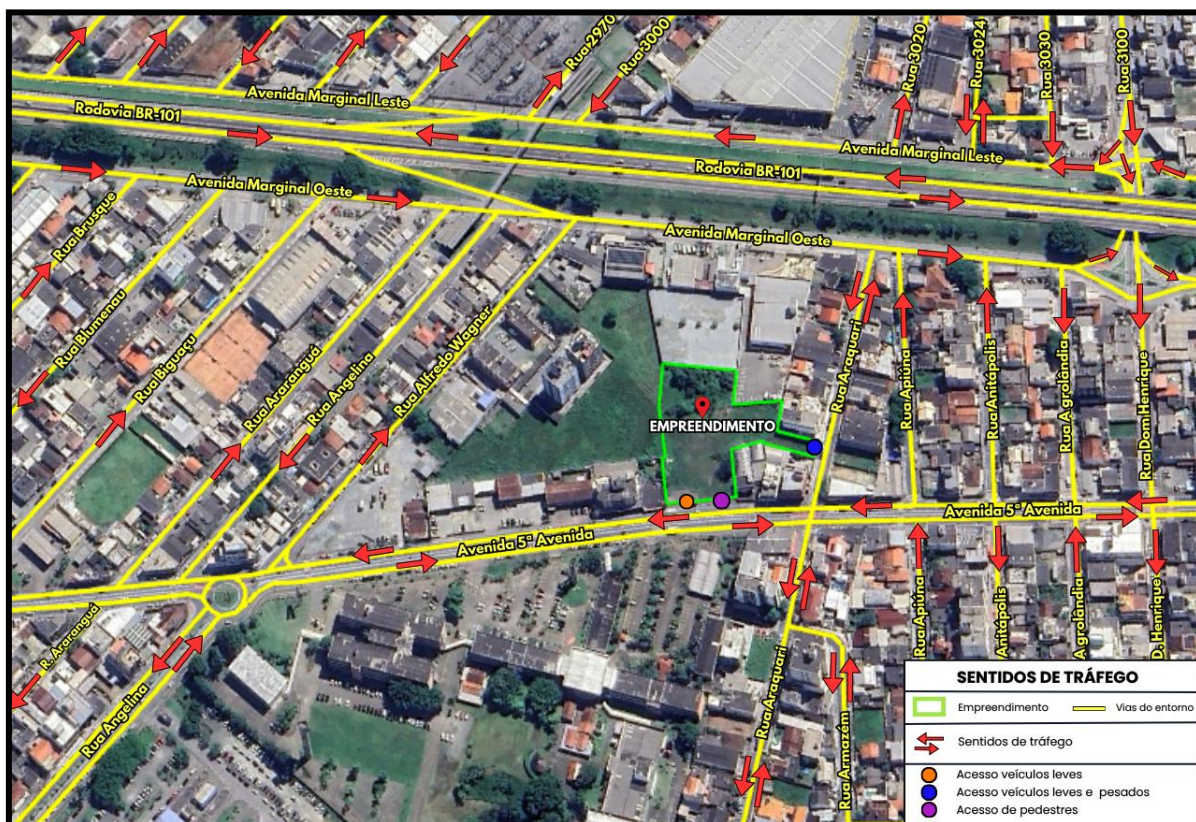 Rua 2970
Rua 3000
Rua 3020
Rua 3024
Rua 3030
Rua 3100
Avenida Marginal Leste
Rodovia BR-101
Avenida Marginal Leste
Rodovia BR-101
Avenida Marginal Oeste
Avenida Marginal Oeste
Rua Brusque
Rua Blumenau
Rua Biguaçu
Rua Araranguá
Rua Angelina
Rua Alfredo Wagner
Rua Araquari
Rua Apiúna
Rua Anitápolis
Rua Agrolândia
Rua Dom Henrique
EMPREENDIMENTO
Avenida 5ª Avenida
Avenida 5ª Avenida
R. Araranguá
Rua Angelina
Rua Araquari
Rua Armazém
Rua Apiúna
Anitápolis
Agrolândia
D. Henrique
SENTIDOS DE TRÁFEGO
Empreendimento
Vias do entorno
Sentidos de tráfego
Acesso veículos leves
Acesso veículos leves e pesados
Acesso de pedestres